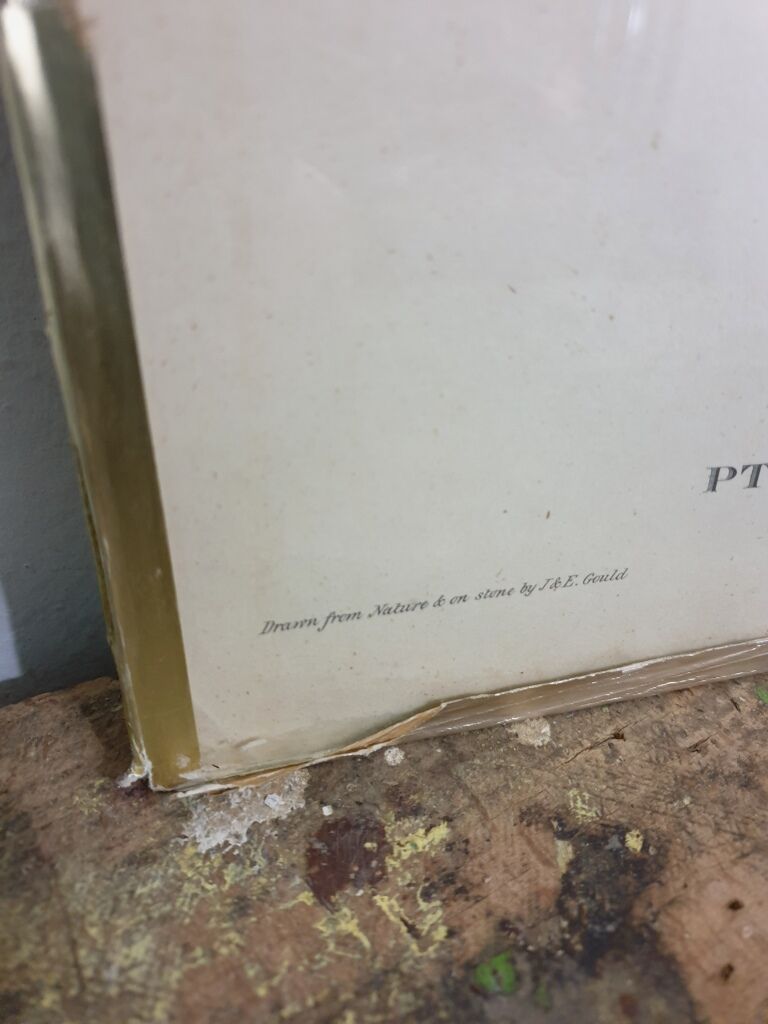 PT
Drawn from Nature & on stone by J & E. Gould